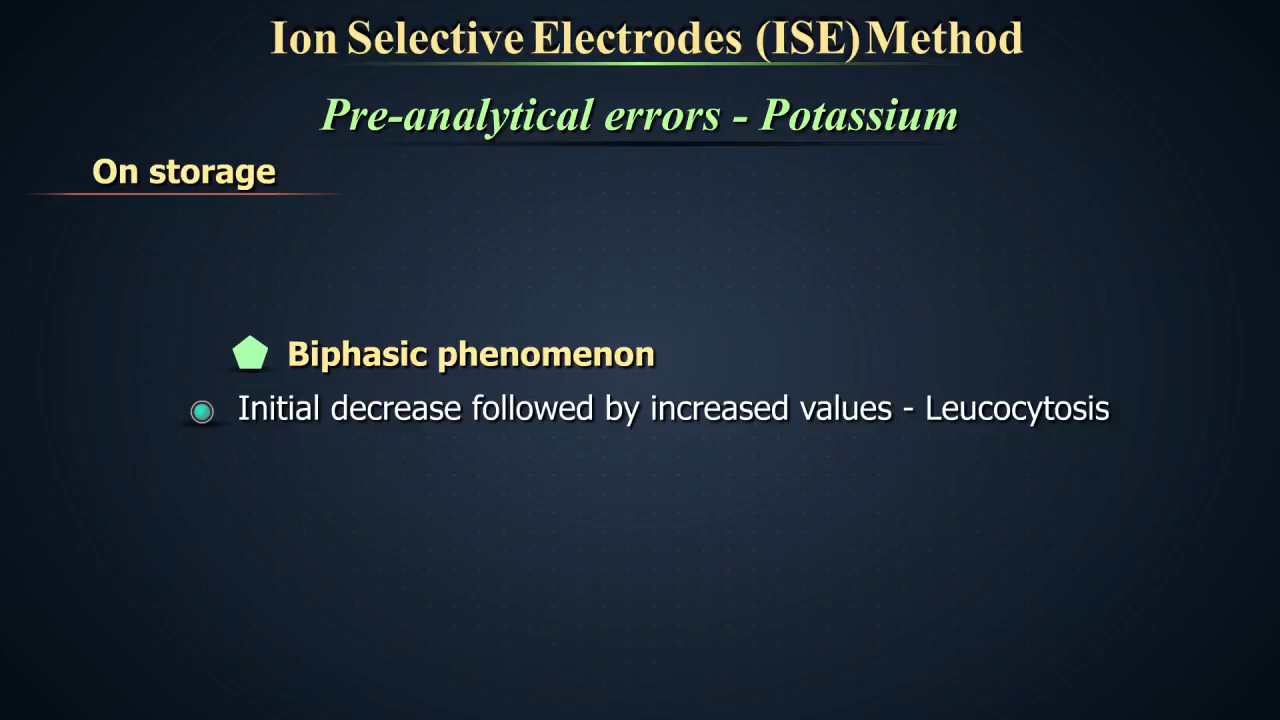 Ion Selective Electrodes (ISE) Method
Pre-analytical errors - Potassium
On storage
Biphasic phenomenon
Initial decrease followed by increased values - Leucocytosis